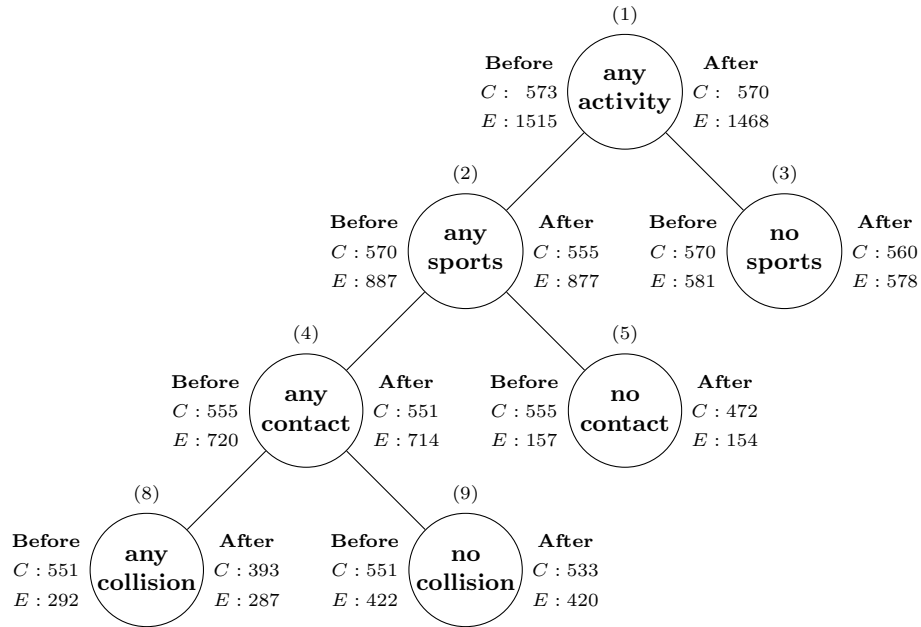 (1)
Before
C : 573
E : 1515
any
activity
After
C : 570
E : 1468
(2)
Before
C : 570
E : 887
any
sports
After
C : 555
E : 877
(3)
Before
C : 570
E : 581
no
sports
After
C : 560
E : 578
(4)
Before
C : 555
E : 720
any
contact
After
C : 551
E : 714
(5)
Before
C : 555
E : 157
no
contact
After
C : 472
E : 154
(8)
Before
C : 551
E : 292
any
collision
After
C : 393
E : 287
(9)
Before
C : 551
E : 422
no
collision
After
C : 533
E : 420